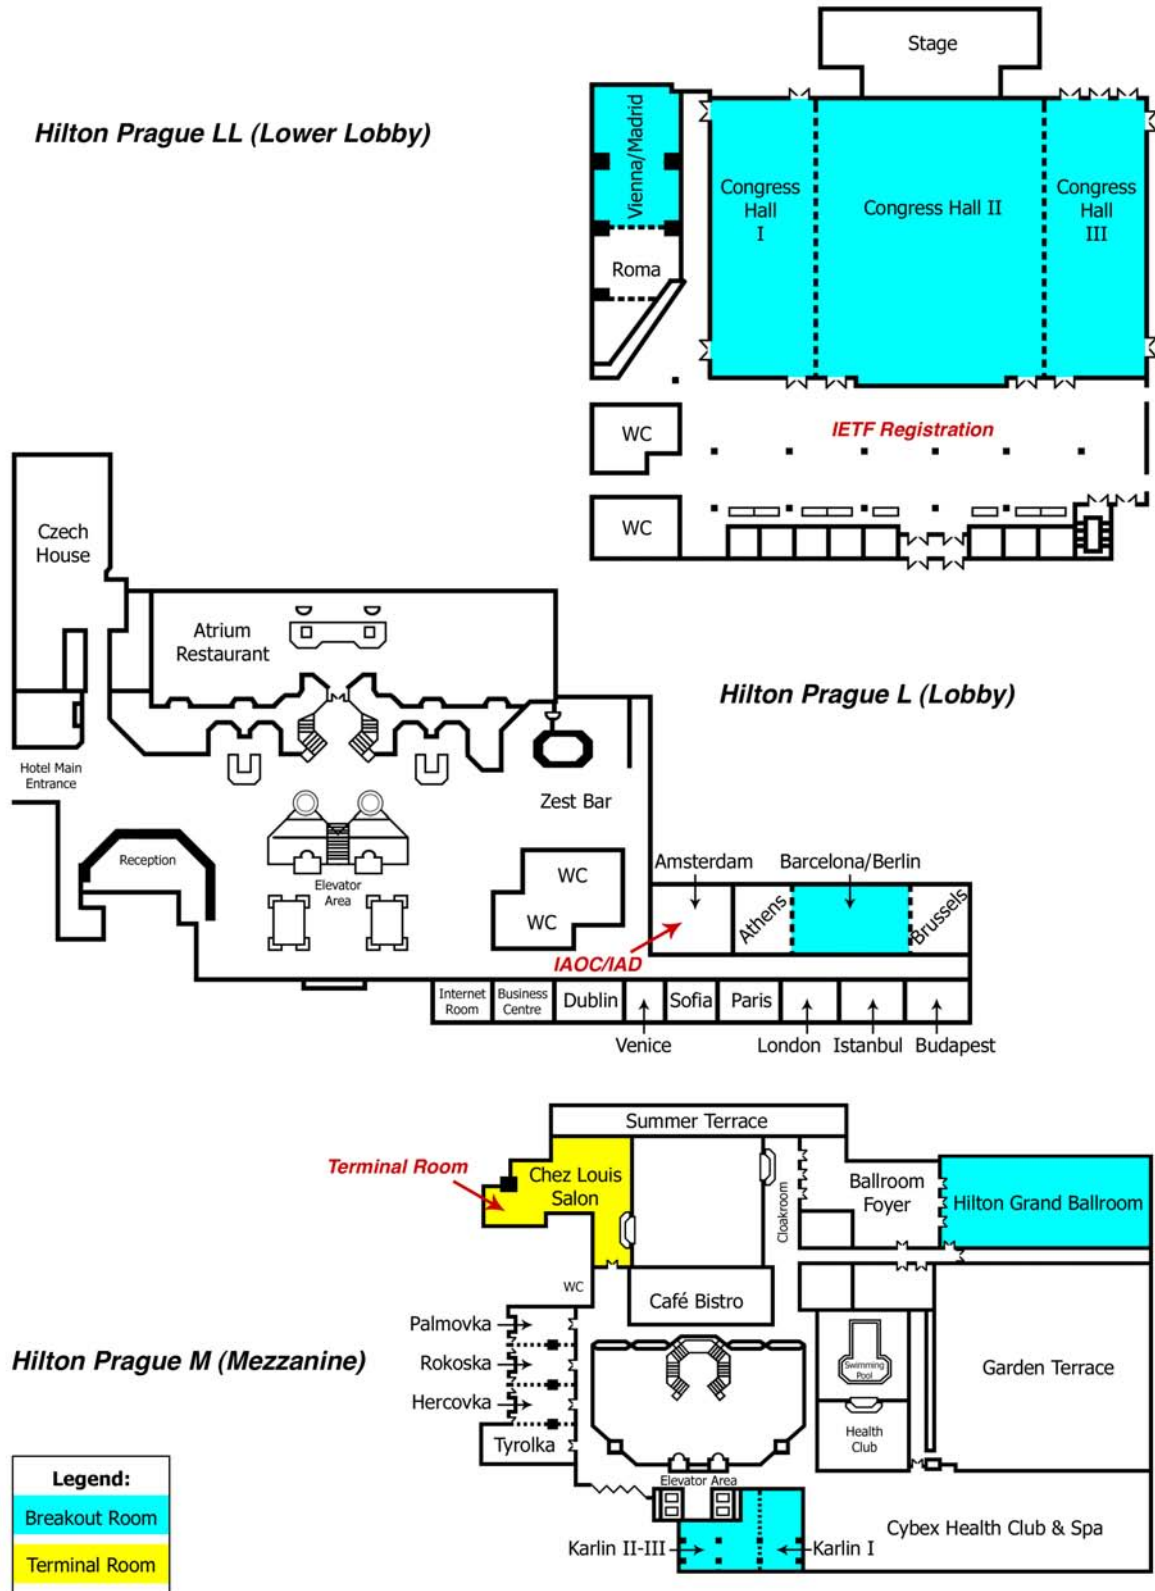 Stage
Hilton Prague LL (Lower Lobby)
Vienna/Madrid
Congress
Hall
I
Congress Hall II
Congress
Hall
III
Roma
WC
IETF Registration
WC
Czech
House
Atrium
Restaurant
Hilton Prague L (Lobby)
Hotel Main
Entrance
Zest Bar
Reception
Elevator
Area
WC
WC
Amsterdam
Barcelona/Berlin
Athens
Brussels
IAOC/IAD
Internet
Room
Business
Centre
Dublin
Sofia
Paris
Venice
London
Istanbul
Budapest
Summer Terrace
Terminal Room
Chez Louis
Salon
Cloakroom
Ballroom
Foyer
Hilton Grand Ballroom
WC
Café Bistro
Palmovka
Rokoska
Hercovka
Tyrolka
Hilton Prague M (Mezzanine)
Swimming
Pool
Garden Terrace
Health
Club
Elevator Area
Karlin II-III
Karlin I
Cybex Health Club & Spa
Legend:
Breakout Room
Terminal Room